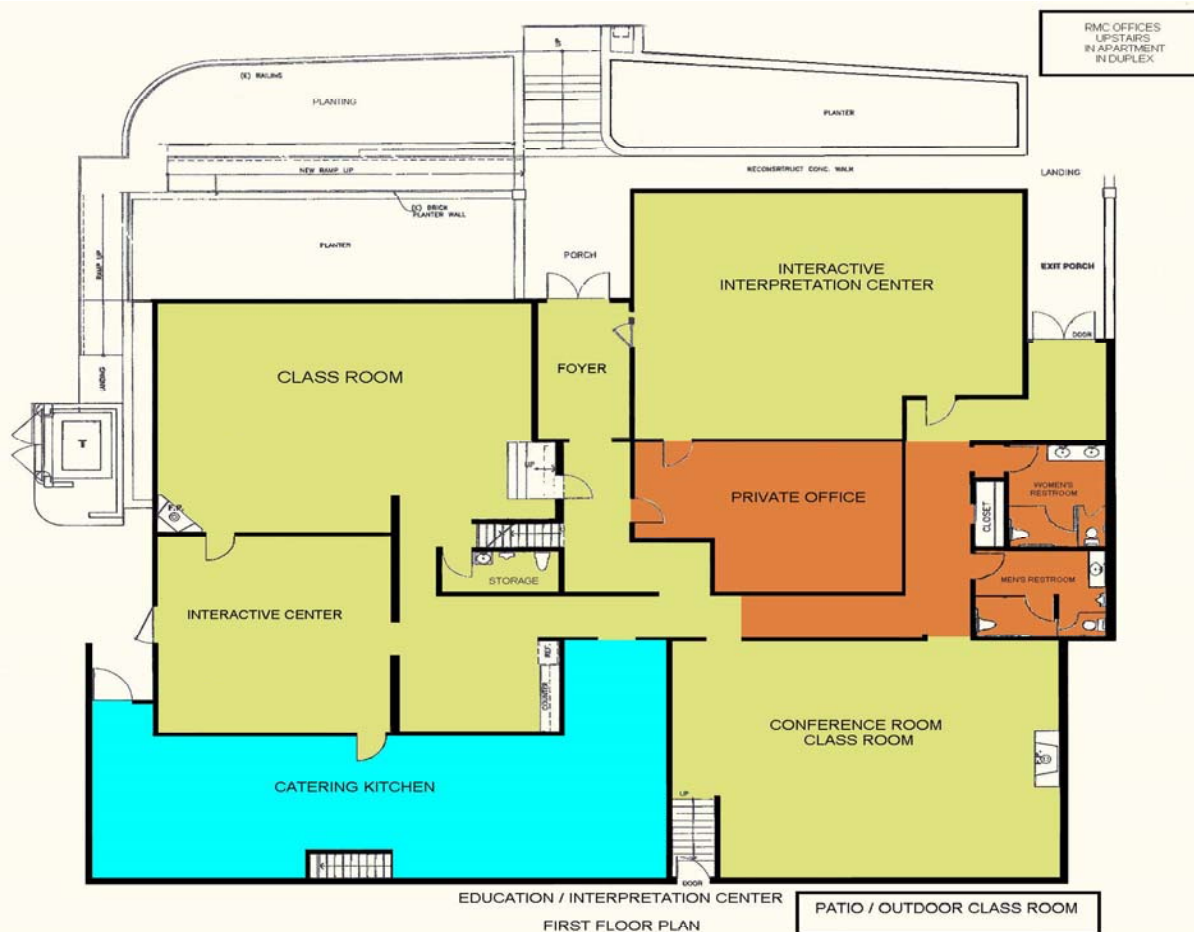 RMC OFFICES
UPSTAIRS
IN APARTMENT
IN DUPLEX
UP
(E) RAILING
PLANTING
PLANTER
NEW RAMP UP
RECONSRTRUCT CONC. WALK
LANDING
(E) BRICK
PLANTER WALL
PLANTER
RAMP UP
PORCH
EXIT PORCH
INTERACTIVE
INTERPRETATION CENTER
DOOR
LANDING
CLASS ROOM
FOYER
T
UP
PRIVATE OFFICE
WOMEN'S
RESTROOM
CLOSET
F.P.
STORAGE
MEN'S RESTROOM
INTERACTIVE CENTER
REF.
COUNTER
CONFERENCE ROOM
CLASS ROOM
CATERING KITCHEN
UP
DOOR
EDUCATION / INTERPRETATION CENTER
FIRST FLOOR PLAN
PATIO / OUTDOOR CLASS ROOM